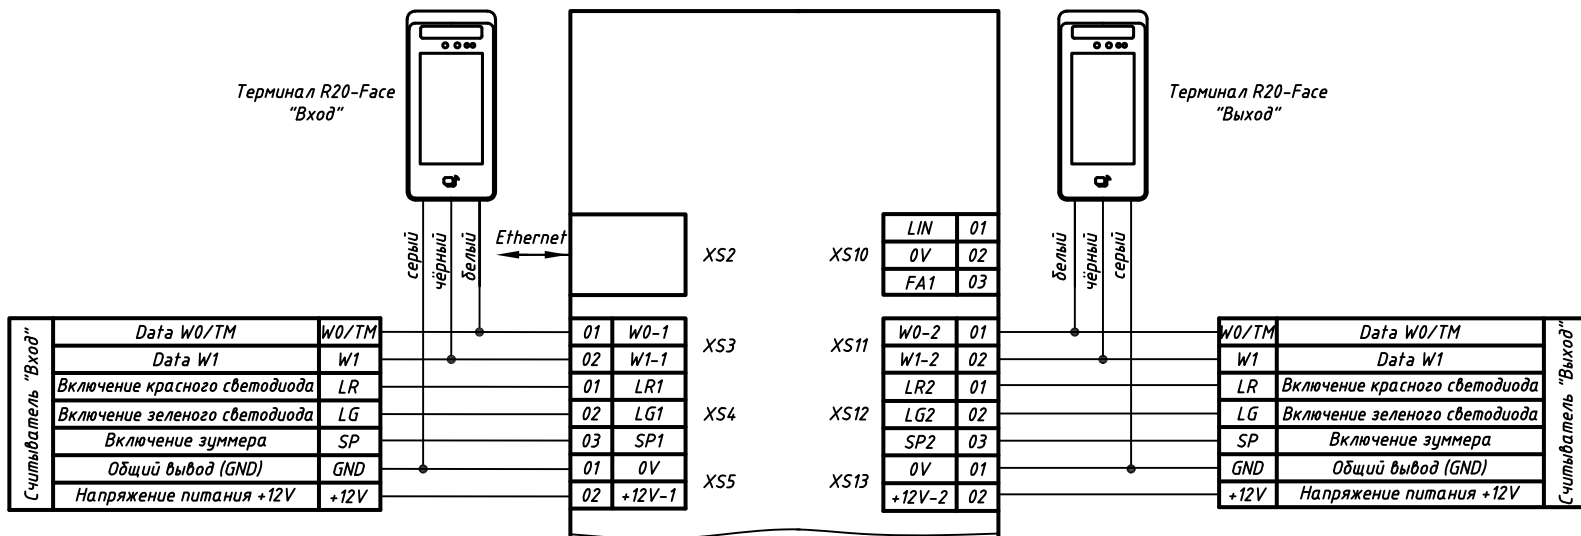 Терминал R20-Face
"Вход"
Терминал R20-Face
"Выход"
серый
чёрный
белый
Ethernet
XS2
XS10
LIN 01
0V 02
FA1 03
белый
чёрный
серый
Считыватель "Вход"
Data W0/TM W0/TM
Data W1 W1
Включение красного светодиода LR
Включение зеленого светодиода LG
Включение зуммера SP
Общий вывод (GND) GND
Напряжение питания +12V +12V
01 W0-1
02 W1-1
XS3
01 LR1
02 LG1
03 SP1
XS4
01 0V
02 +12V-1
XS5
XS11
W0-2 01
W1-2 02
XS12
LR2 01
LG2 02
SP2 03
XS13
0V 01
+12V-2 02
W0/TM Data W0/TM
W1 Data W1
LR Включение красного светодиода
LG Включение зеленого светодиода
SP Включение зуммера
GND Общий вывод (GND)
+12V Напряжение питания +12V
Считыватель "Выход"